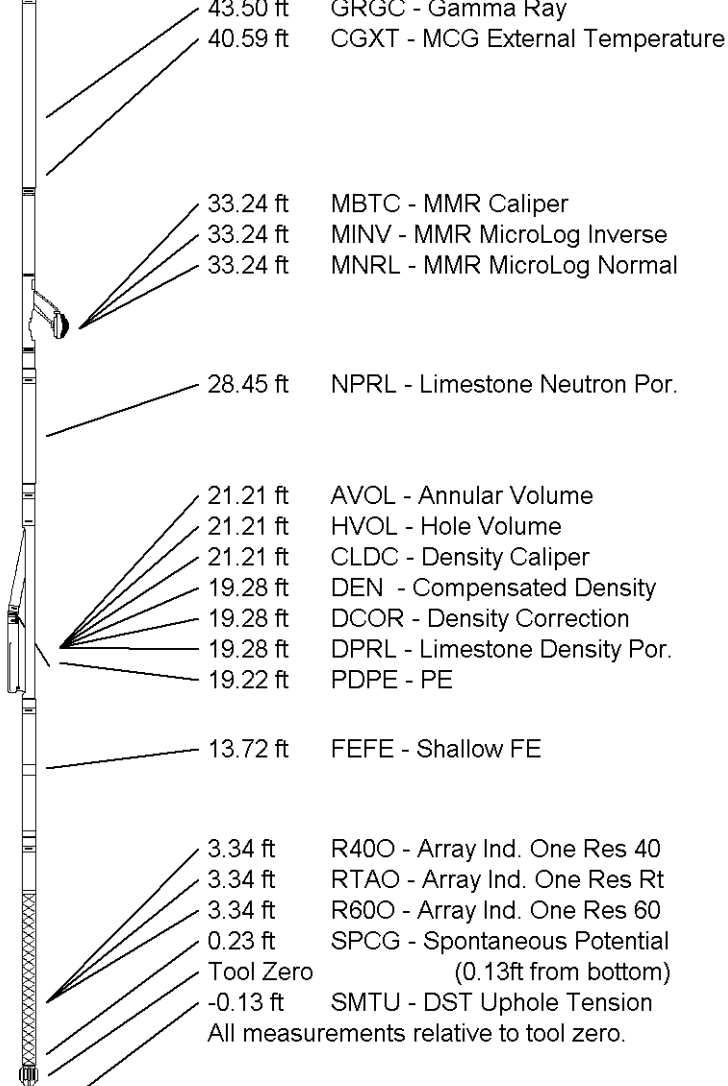 43.50 ft GRGC - Gamma Ray
40.59 ft CGXT - MCG External Temperature
33.24 ft MBTC - MMR Caliper
33.24 ft MINV - MMR MicroLog Inverse
33.24 ft MNRL - MMR MicroLog Normal
28.45 ft NPRL - Limestone Neutron Por.
21.21 ft AVOL - Annular Volume
21.21 ft HVOL - Hole Volume
21.21 ft CLDC - Density Caliper
19.28 ft DEN - Compensated Density
19.28 ft DCOR - Density Correction
19.28 ft DPRL - Limestone Density Por.
19.22 ft PDPE - PE
13.72 ft FEFE - Shallow FE
3.34 ft R40O - Array Ind. One Res 40
3.34 ft RTAO - Array Ind. One Res Rt
3.34 ft R60O - Array Ind. One Res 60
0.23 ft SPCG - Spontaneous Potential
Tool Zero (0.13ft from bottom)
-0.13 ft SMTU - DST Uphole Tension
All measurements relative to tool zero.